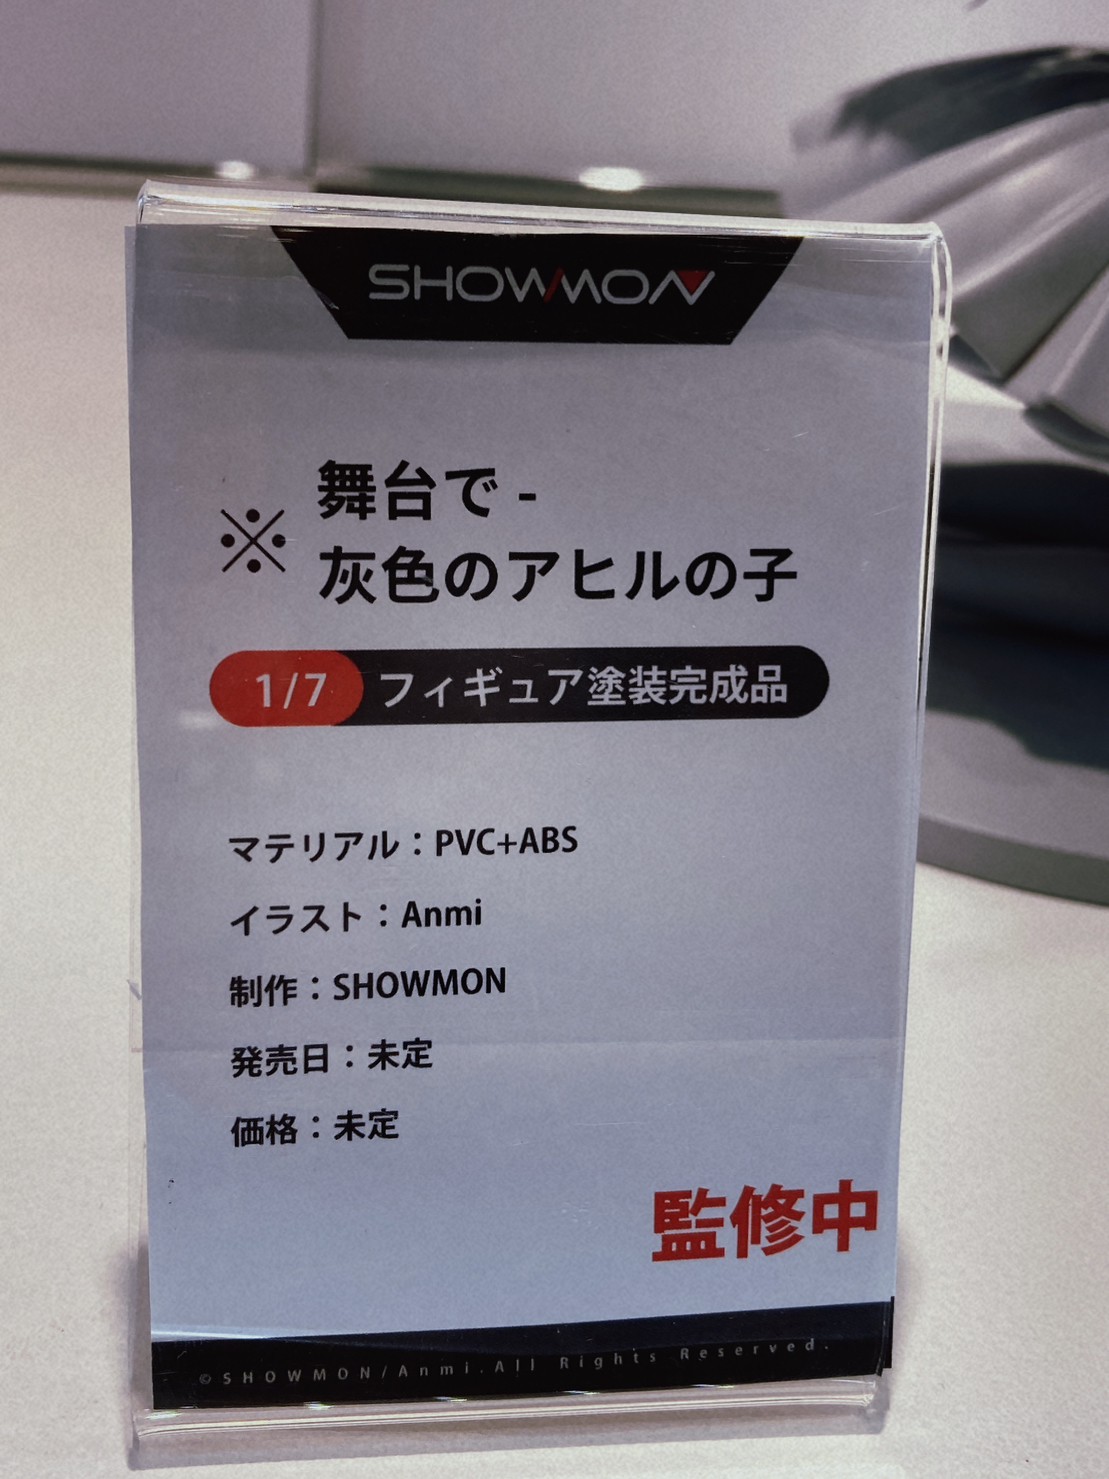 SHOWMON
※ 舞台で -
灰色のアヒルの子
1/7 フィギュア塗装完成品
マテリアル：PVC+ABS
イラスト：Anmi
制作：SHOWMON
発売日：未定
価格：未定
監修中
©SHOWMON/Anmi.All Rights Reserved.